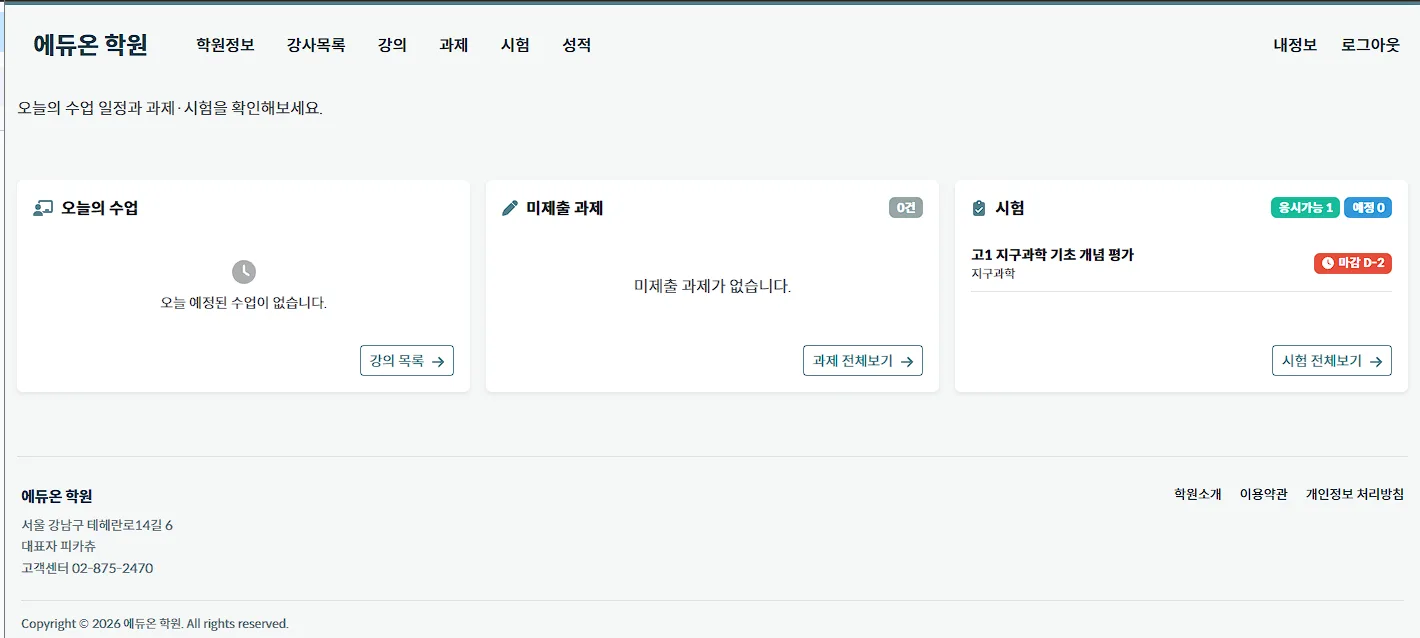 에듀온 학원 학원정보 강사목록 강의 과제 시험 성적 내정보 로그아웃
오늘의 수업 일정과 과제·시험을 확인해보세요.
오늘의 수업
오늘 예정된 수업이 없습니다.
강의 목록 →
미제출 과제 0건
미제출 과제가 없습니다.
과제 전체보기 →
시험 응시가능 1 예정 0
고1 지구과학 기초 개념 평가
지구과학
마감 D-2
시험 전체보기 →
에듀온 학원
서울 강남구 테헤란로14길 6
대표자 피카츄
고객센터 02-875-2470
학원소개 이용약관 개인정보 처리방침
Copyright © 2026 에듀온 학원. All rights reserved.